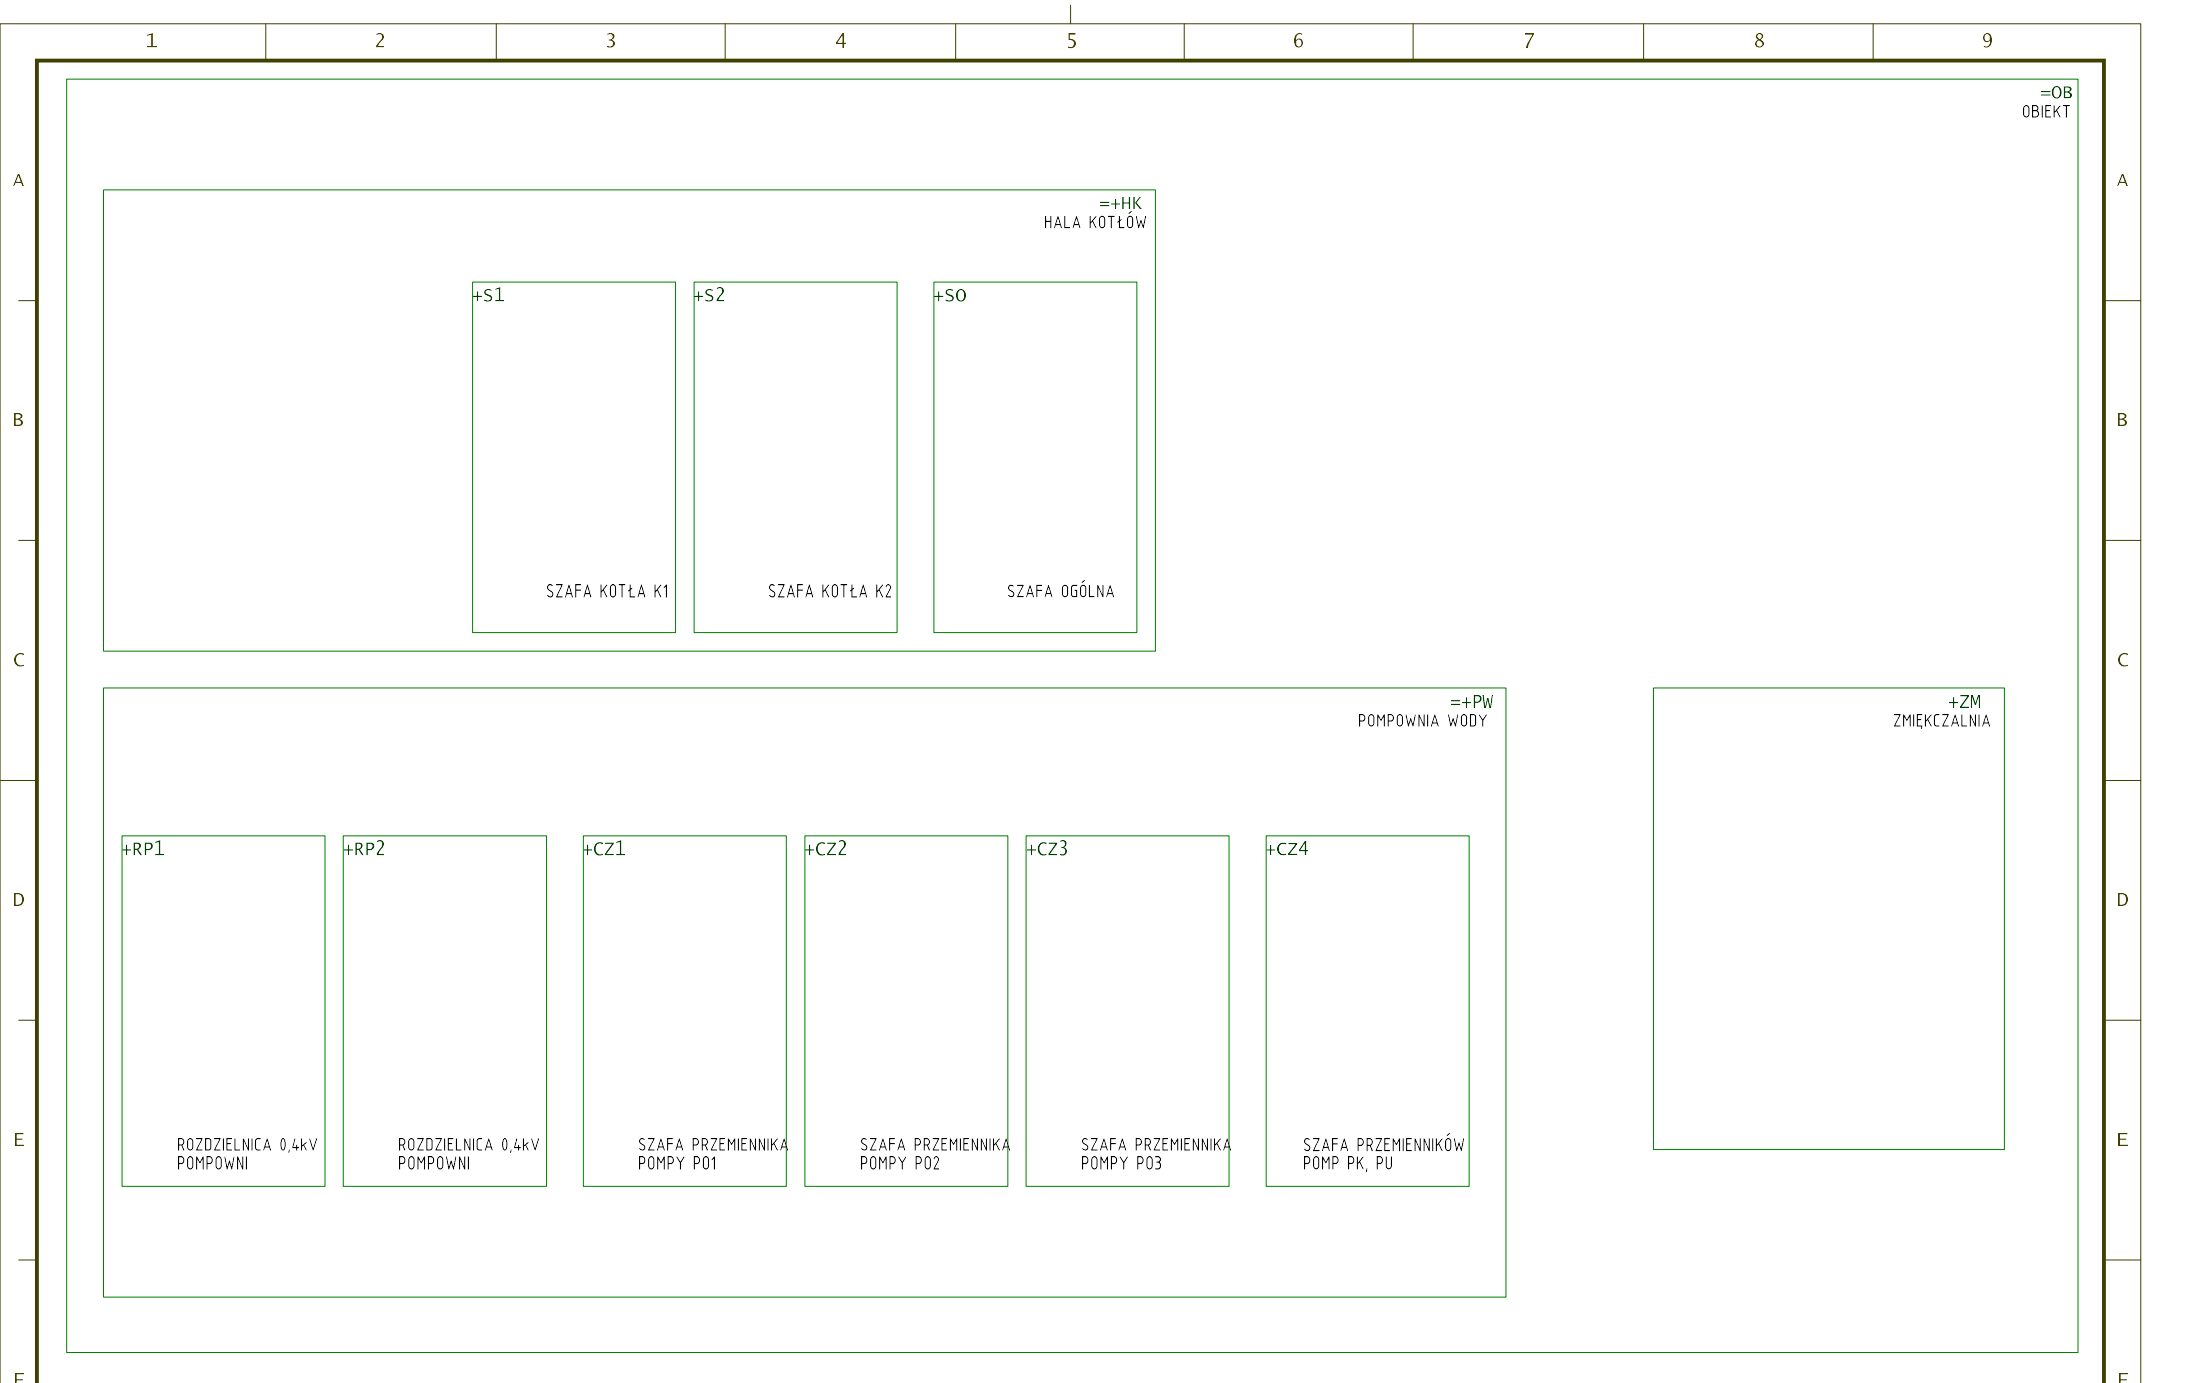 1 2 3 4 5 6 7 8 9
=OB
OBIEKT
A A
=+HK
HALA KOTŁÓW
+S1 +S2 +SO
B B
SZAFA KOTŁA K1 SZAFA KOTŁA K2 SZAFA OGÓLNA
C C
=+PW +ZM
POMPOWNIA WODY ZMIĘKCZALNIA
+RP1 +RP2 +CZ1 +CZ2 +CZ3 +CZ4
D D
E E
ROZDZIELNICA 0,4kV
POMPOWNI
ROZDZIELNICA 0,4kV
POMPOWNI
SZAFA PRZEMIENNIKA
POMPY PO1
SZAFA PRZEMIENNIKA
POMPY PO2
SZAFA PRZEMIENNIKA
POMPY PO3
SZAFA PRZEMIENNIKÓW
POMP PK, PU